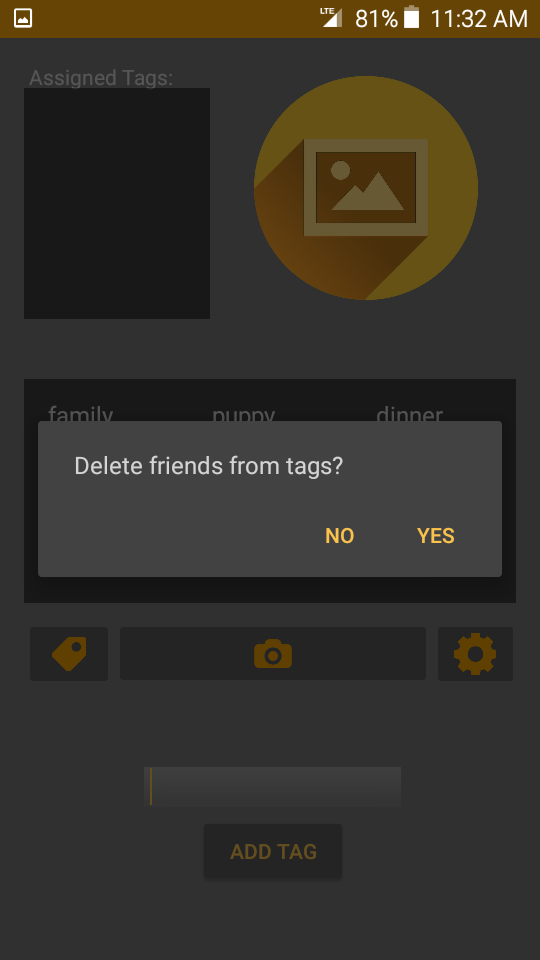 LTE 81% 11:32 AM
Assigned Tags:
family puppy dinner
Delete friends from tags?
NO YES
ADD TAG